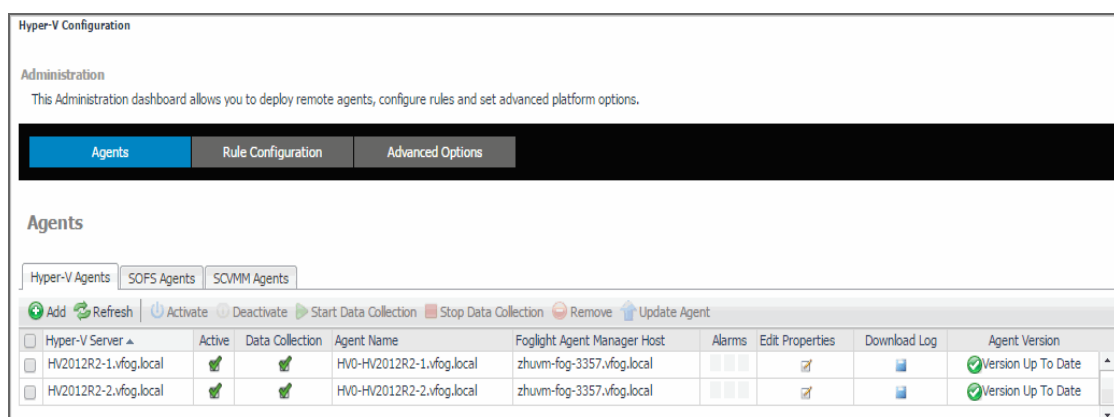 Hyper-V Configuration
Administration
This Administration dashboard allows you to deploy remote agents, configure rules and set advanced platform options.
Agents Rule Configuration Advanced Options
Agents
Hyper-V Agents SOFS Agents SCVMM Agents
Add Refresh Activate Deactivate Start Data Collection Stop Data Collection Remove Update Agent
Hyper-V Server Active Data Collection Agent Name Foglight Agent Manager Host Alarms Edit Properties Download Log Agent Version
HV2012R2-1.vfog.local HV0-HV2012R2-1.vfog.local zhuvm-fog-3357.vfog.local Version Up To Date
HV2012R2-2.vfog.local HV0-HV2012R2-2.vfog.local zhuvm-fog-3357.vfog.local Version Up To Date